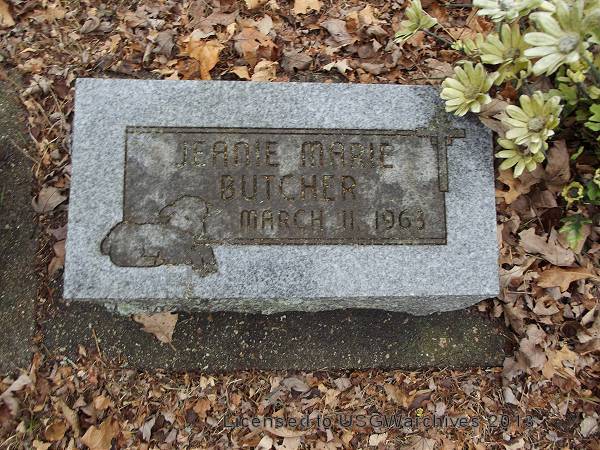 JEANIE MARIE
BUTCHER
MARCH 11, 1963
Licensed to USGWarchives 2013